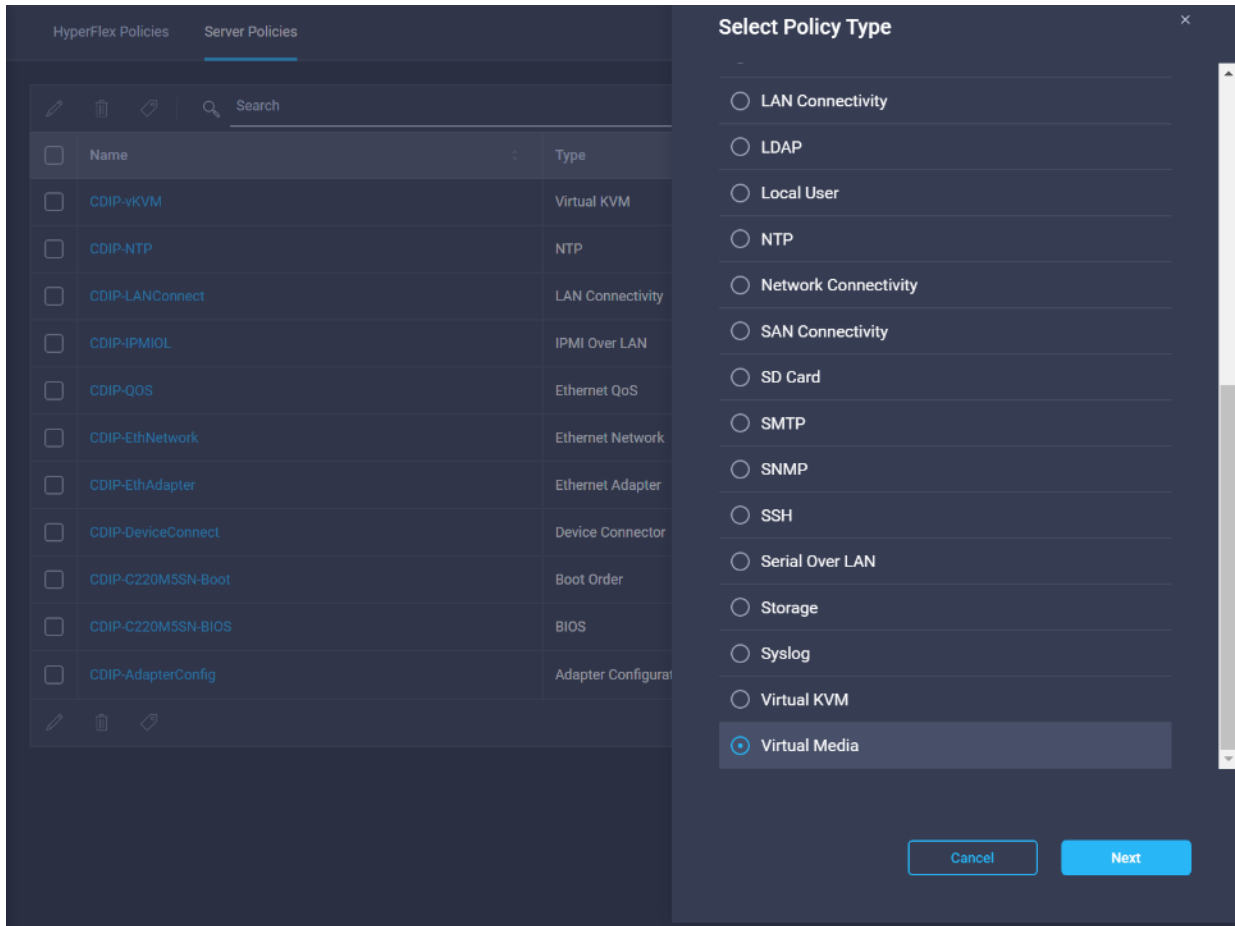 HyperFlex Policies Server Policies
Search
Name Type
CDIP-vKVM Virtual KVM
CDIP-NTP NTP
CDIP-LANConnect LAN Connectivity
CDIP-IPMIOL IPMI Over LAN
CDIP-QOS Ethernet QoS
CDIP-EthNetwork Ethernet Network
CDIP-EthAdapter Ethernet Adapter
CDIP-DeviceConnect Device Connector
CDIP-C220M5SN-Boot Boot Order
CDIP-C220M5SN-BIOS BIOS
CDIP-AdapterConfig Adapter Configurat
Select Policy Type
LAN Connectivity
LDAP
Local User
NTP
Network Connectivity
SAN Connectivity
SD Card
SMTP
SNMP
SSH
Serial Over LAN
Storage
Syslog
Virtual KVM
Virtual Media
Cancel Next